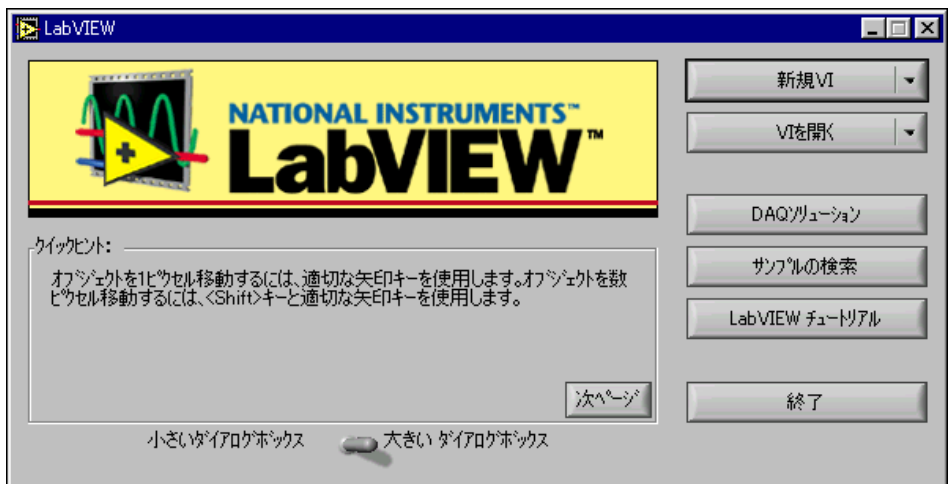 LabVIEW
NATIONAL INSTRUMENTS™
LabVIEW™
新規VI
VIを開く
DAQソリューション
サンプルの検索
LabVIEW チュートリアル
終了
クイックヒント:
オブジェクトを1ピクセル移動するには、適切な矢印キーを使用します。オブジェクトを数
ピクセル移動するには、<Shift>キーと適切な矢印キーを使用します。
次ページ
小さいダイアログボックス
大きい ダイアログボックス